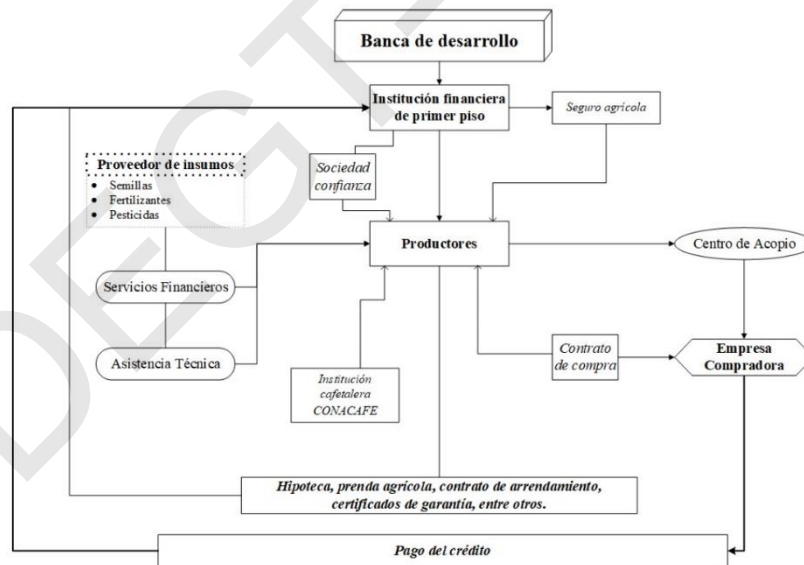 Banca de desarrollo
Institución financiera
de primer piso
Seguro agrícola
Proveedor de insumos
• Semillas
• Fertilizantes
• Pesticidas
Sociedad
confianza
Productores
Centro de Acopio
Servicios Financieros
Asistencia Técnica
Institución
cafetalera
CONACAFE
Contrato
de compra
Empresa
Compradora
Hipoteca, prenda agrícola, contrato de arrendamiento,
certificados de garantía, entre otros.
Pago del crédito
DEGT